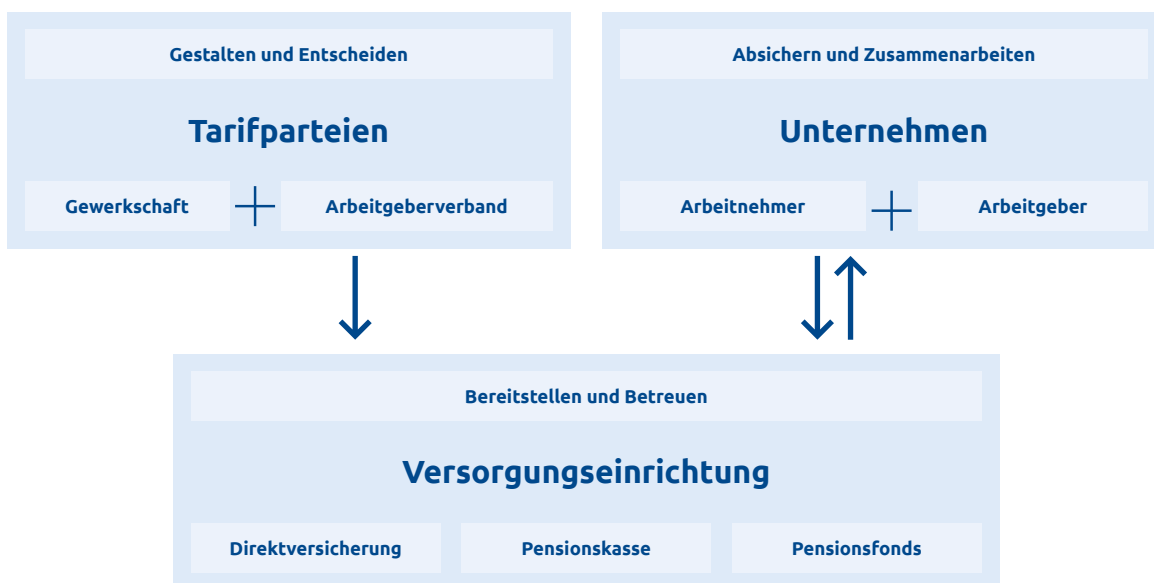 Gestalten und Entscheiden
Tarifparteien
Gewerkschaft
Arbeitgeberverband
Absichern und Zusammenarbeiten
Unternehmen
Arbeitnehmer
Arbeitgeber
Bereitstellen und Betreuen
Versorgungseinrichtung
Direktversicherung
Pensionskasse
Pensionsfonds